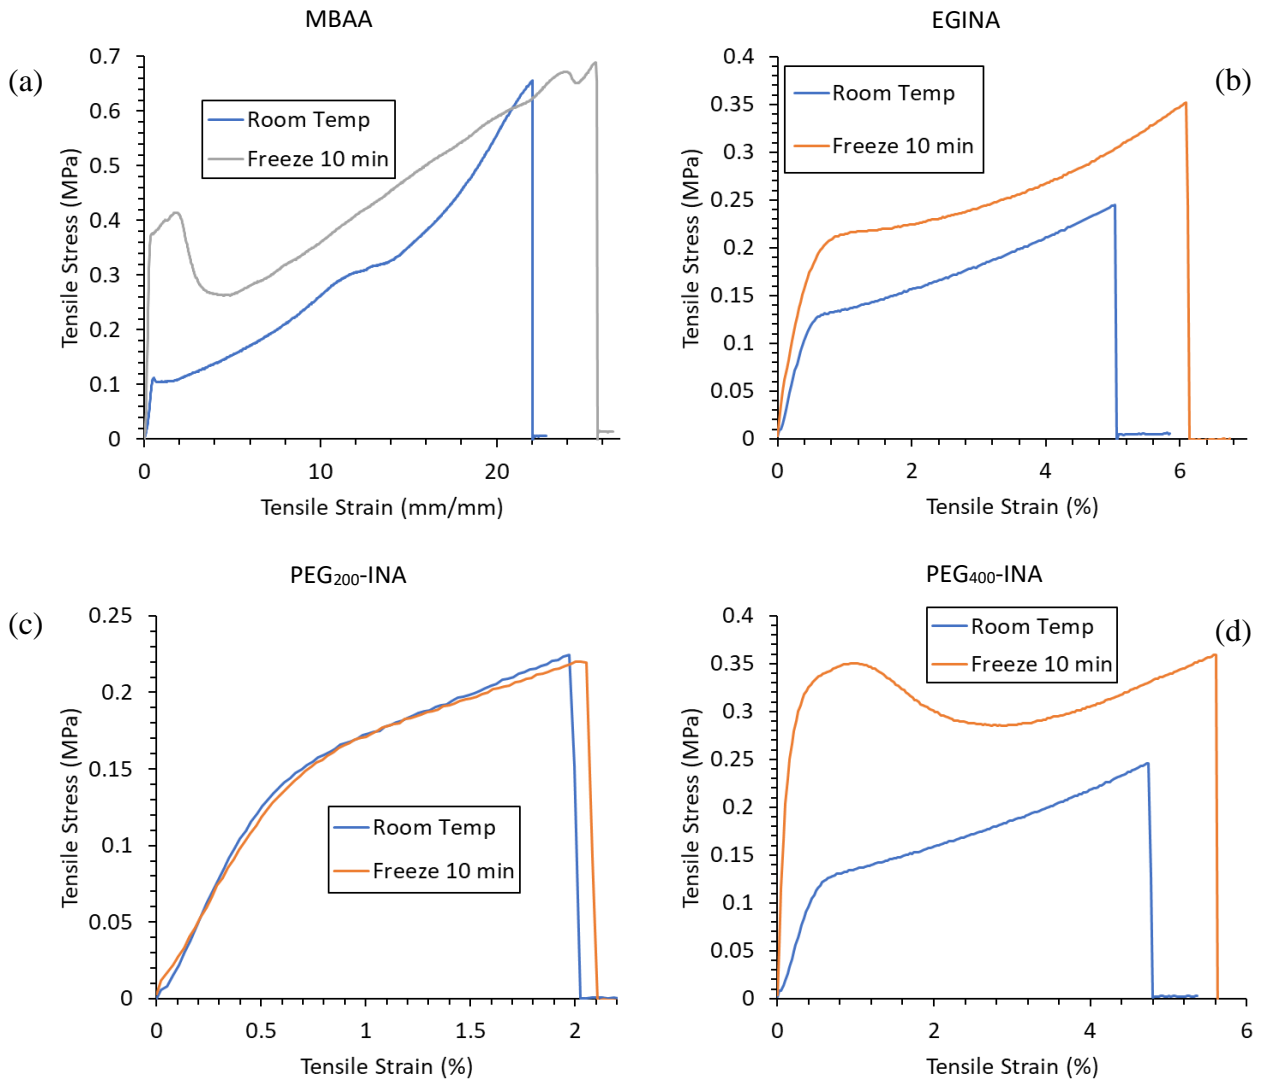 MBAA
(a)
0.7
0.6
0.5
0.4
0.3
0.2
0.1
0
Tensile Stress (MPa)
Room Temp
Freeze 10 min
0 10 20
Tensile Strain (mm/mm)
EGINA
(b)
0.4
0.35
0.3
0.25
0.2
0.15
0.1
0.05
0
Tensile Stress (MPa)
Room Temp
Freeze 10 min
0 2 4 6
Tensile Strain (%)
PEG₂₀₀-INA
(c)
0.25
0.2
0.15
0.1
0.05
0
Tensile Stress (MPa)
Room Temp
Freeze 10 min
0 0.5 1 1.5 2
Tensile Strain (%)
PEG₄₀₀-INA
(d)
0.4
0.35
0.3
0.25
0.2
0.15
0.1
0.05
0
Tensile Stress (MPa)
Room Temp
Freeze 10 min
0 2 4 6
Tensile Strain (%)